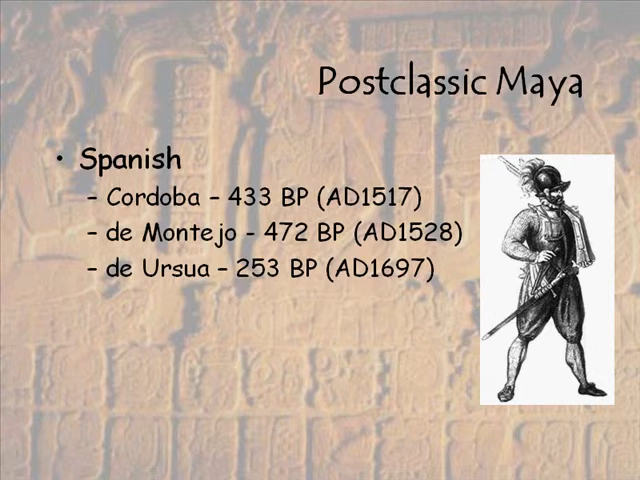 Postclassic Maya
• Spanish
– Cordoba – 433 BP (AD1517)
– de Montejo - 472 BP (AD1528)
– de Ursua – 253 BP (AD1697)